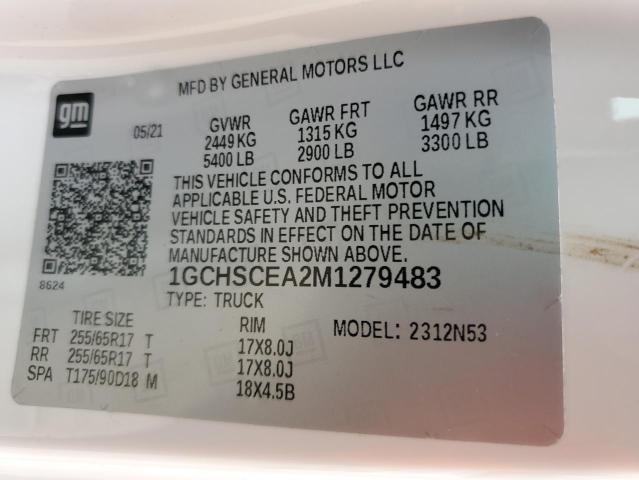 MFD BY GENERAL MOTORS LLC
gm
05/21
GVWR GAWR FRT GAWR RR
2449 KG 1315 KG 1497 KG
5400 LB 2900 LB 3300 LB
THIS VEHICLE CONFORMS TO ALL
APPLICABLE U.S. FEDERAL MOTOR
VEHICLE SAFETY AND THEFT PREVENTION
STANDARDS IN EFFECT ON THE DATE OF
MANUFACTURE SHOWN ABOVE.
8624
1GCHSCEA2M1279483
TYPE: TRUCK
TIRE SIZE RIM MODEL: 2312N53
FRT 255/65R17 T 17X8.0J
RR 255/65R17 T 17X8.0J
SPA T175/90D18 M 18X4.5B